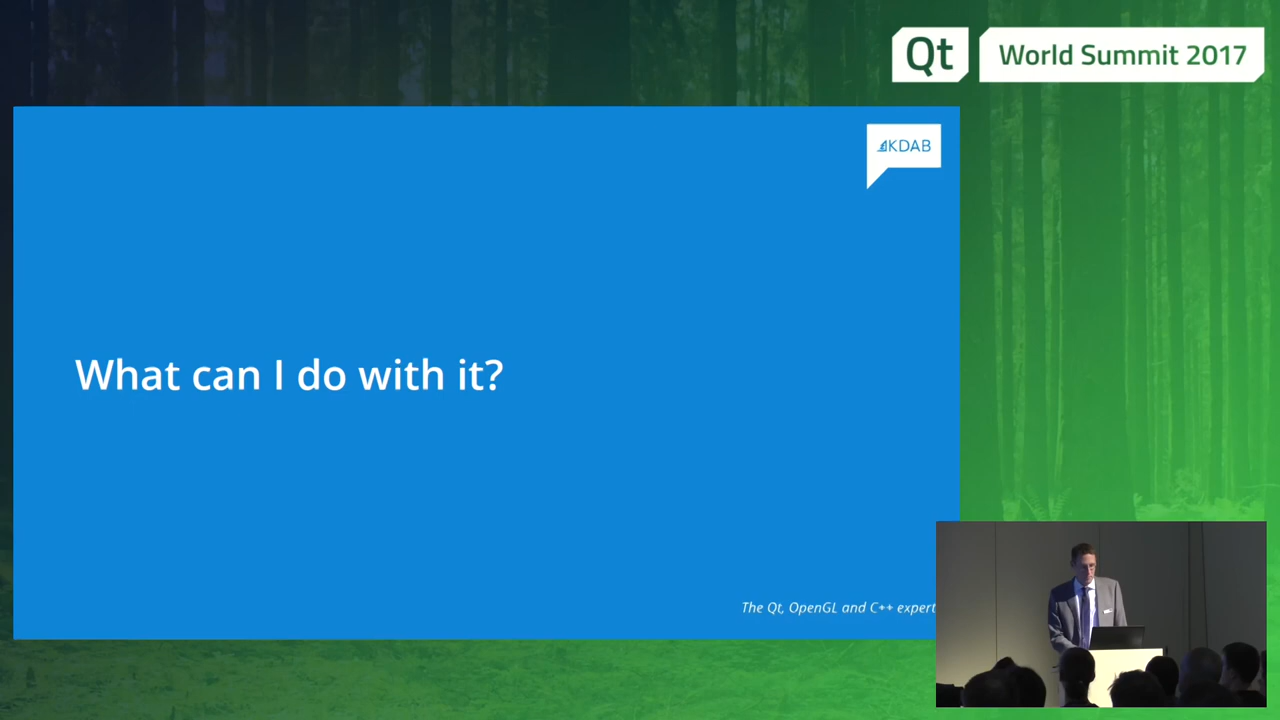 Qt World Summit 2017
KDAB
What can I do with it?
The Qt, OpenGL and C++ expert